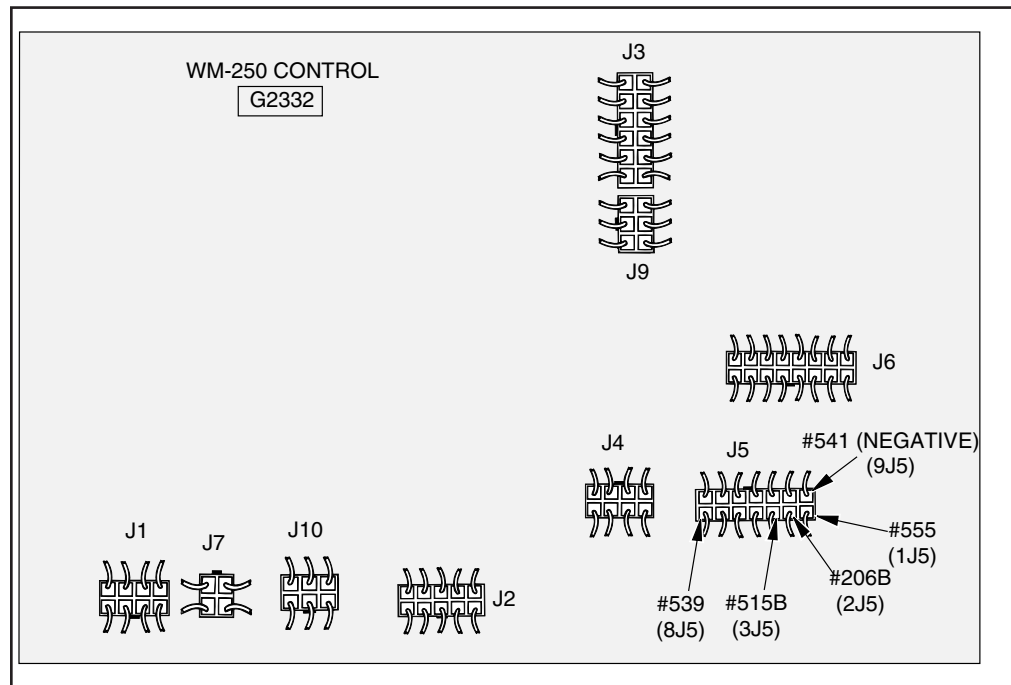 WM-250 CONTROL
G2332
J3
J9
J6
J4
J5
#541 (NEGATIVE)
(9J5)
#555
(1J5)
#206B
(2J5)
#515B
(3J5)
#539
(8J5)
J1
J7
J10
J2